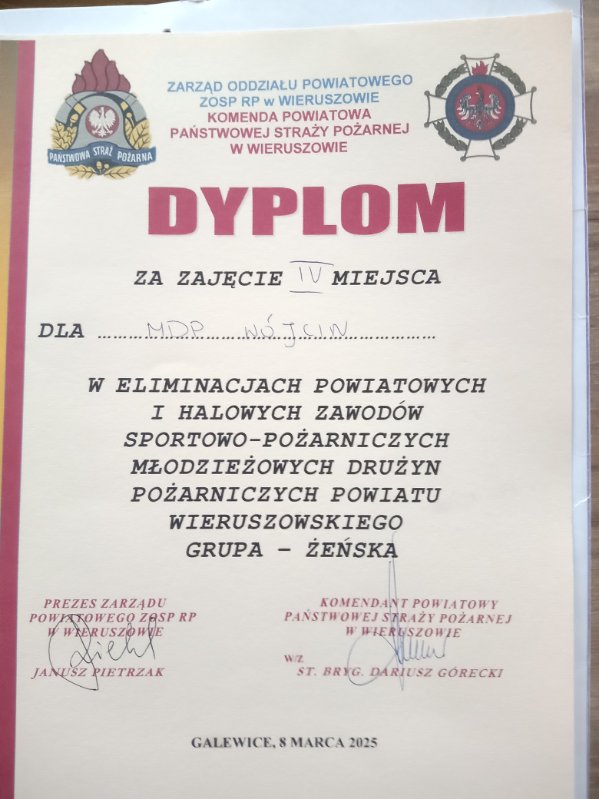 ZARZĄD ODDZIAŁU POWIATOWEGO
ZOSP RP w WIERUSZOWIE
KOMENDA POWIATOWA
PAŃSTWOWEJ STRAŻY POŻARNEJ
W WIERUSZOWIE
PAŃSTWOWA STRAŻ POŻARNA
DYPLOM
ZA ZAJĘCIE IV MIEJSCA
DLA MDP WÓJCIN
W ELIMINACJACH POWIATOWYCH
I HALOWYCH ZAWODÓW
SPORTOWO-POŻARNICZYCH
MŁODZIEŻOWYCH DRUŻYN
POŻARNICZYCH POWIATU
WIERUSZOWSKIEGO
GRUPA - ŻEŃSKA
PREZES ZARZĄDU
POWIATOWEGO ZOSP RP
W WIERUSZOWIE
JANUSZ PIETRZAK
KOMENDANT POWIATOWY
PAŃSTWOWEJ STRAŻY POŻARNEJ
W WIERUSZOWIE
W/Z
ST. BRYG. DARIUSZ GÓRECKI
GALEWICE, 8 MARCA 2025